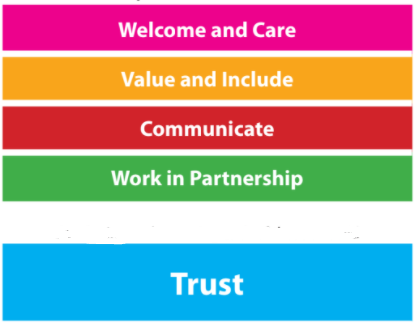 Welcome and Care
Value and Include
Communicate
Work in Partnership
Trust